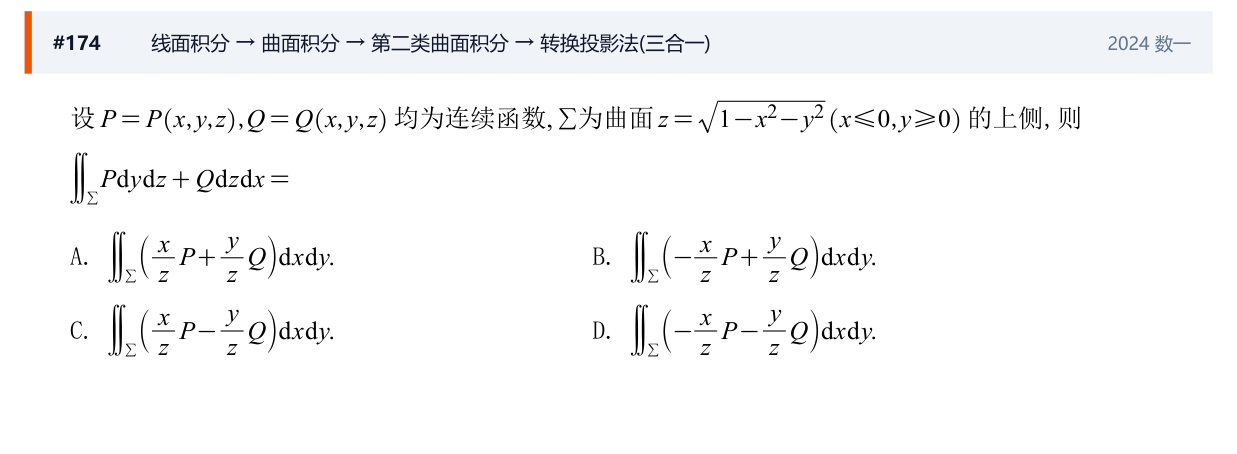 #174 线面积分 → 曲面积分 → 第二类曲面积分 → 转换投影法(三合一) 2024 数一
设 P=P(x,y,z),Q=Q(x,y,z) 均为连续函数,∑为曲面 z=√(1−x²−y²) (x⩽0,y⩾0) 的上侧, 则
∬_∑ Pdydz+Qdzdx=
A. ∬_∑ (x/z P+y/z Q)dxdy. B. ∬_∑ (−x/z P+y/z Q)dxdy.
C. ∬_∑ (x/z P−y/z Q)dxdy. D. ∬_∑ (−x/z P−y/z Q)dxdy.